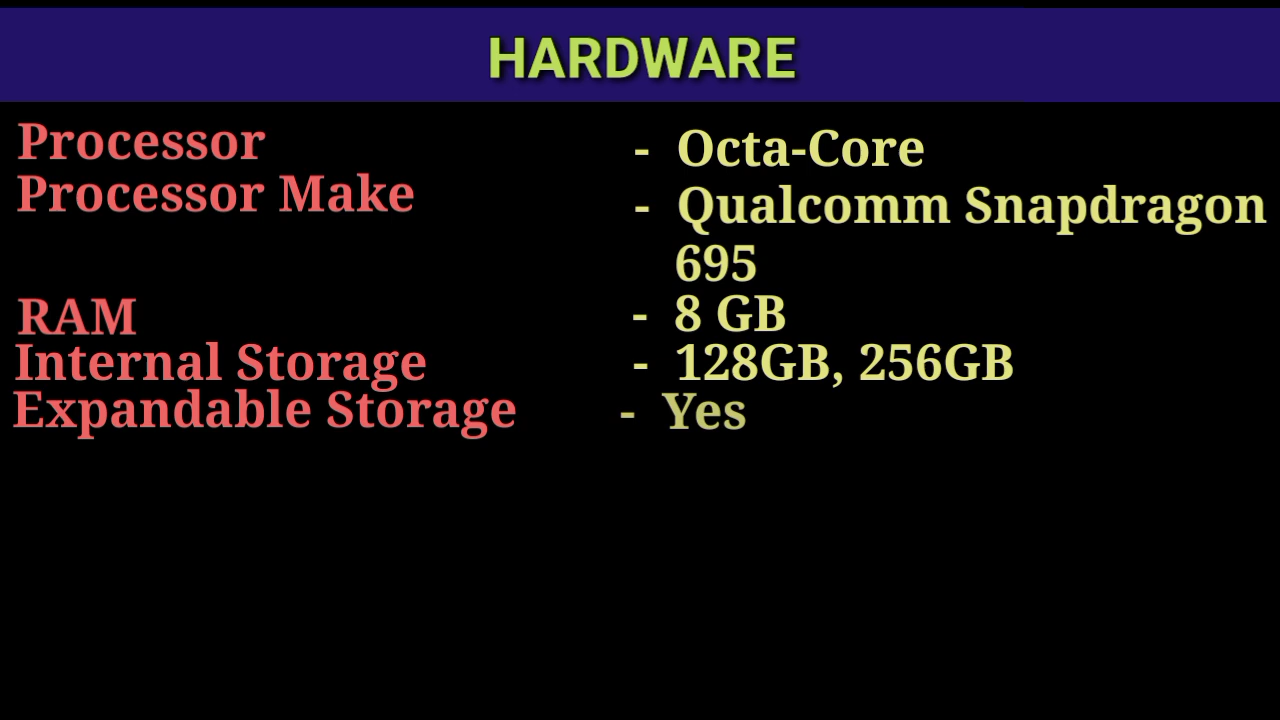 HARDWARE
Processor - Octa-Core
Processor Make - Qualcomm Snapdragon
695
RAM - 8 GB
Internal Storage - 128GB, 256GB
Expandable Storage - Yes